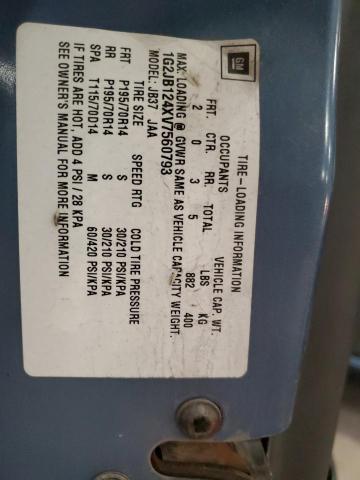 GM
TIRE-LOADING INFORMATION
OCCUPANTS VEHICLE CAP. WT.
FRT. CTR. RR. TOTAL LBS KG
2 0 3 5 882 400
MAX. LOADING @ GVWR SAME AS VEHICLE CAPACITY WEIGHT.
1G2JB124XV7560793
MODEL: JB37 JAA
TIRE SIZE SPEED RTG COLD TIRE PRESSURE
FRT P195/70R14 S 30/210 PSI/KPA
RR P195/70R14 S 30/210 PSI/KPA
SPA T115/70D14 M 60/420 PSI/KPA
IF TIRES ARE HOT, ADD 4 PSI / 28 KPA
SEE OWNER'S MANUAL FOR MORE INFORMATION